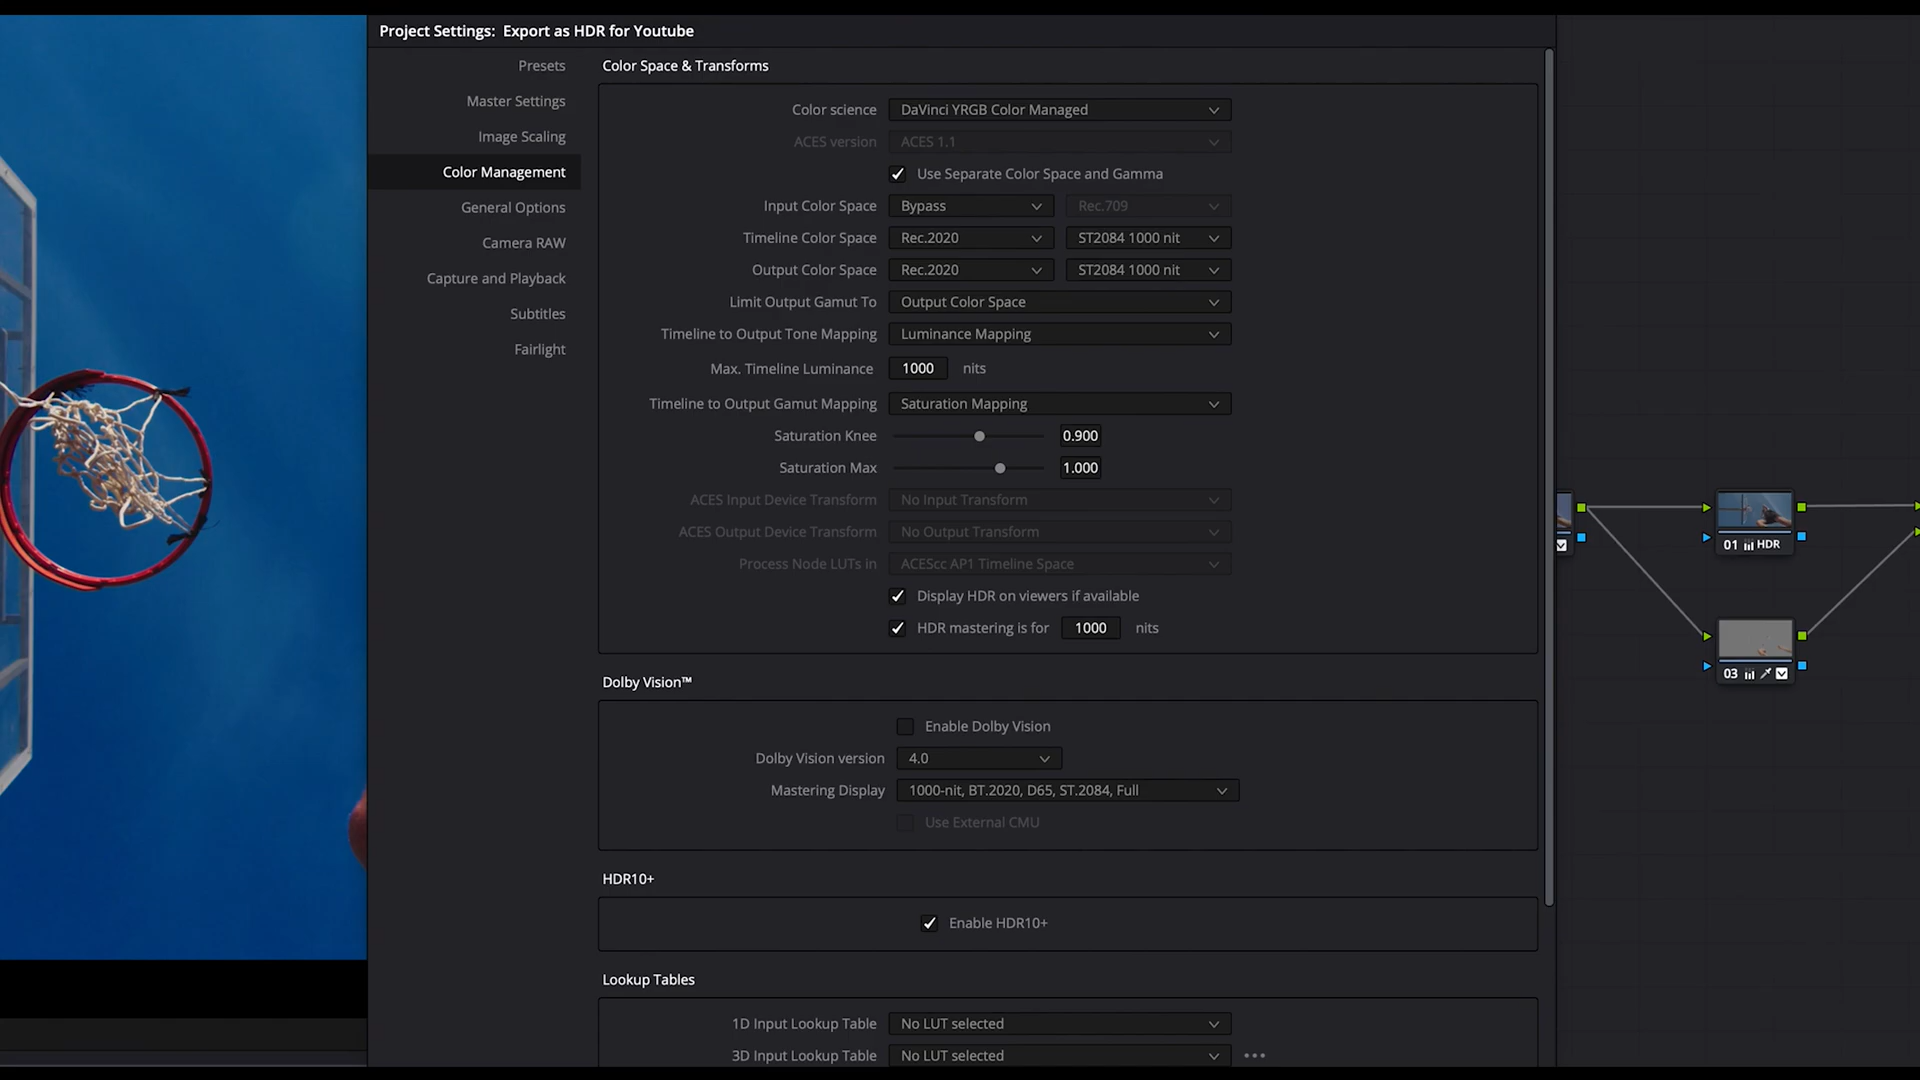 Project Settings: Export as HDR for Youtube
Presets
Master Settings
Image Scaling
Color Management
General Options
Camera RAW
Capture and Playback
Subtitles
Fairlight
Color Space & Transforms
Color science DaVinci YRGB Color Managed
ACES version ACES 1.1
Use Separate Color Space and Gamma
Input Color Space Bypass Rec.709
Timeline Color Space Rec.2020 ST2084 1000 nit
Output Color Space Rec.2020 ST2084 1000 nit
Limit Output Gamut To Output Color Space
Timeline to Output Tone Mapping Luminance Mapping
Max. Timeline Luminance 1000 nits
Timeline to Output Gamut Mapping Saturation Mapping
Saturation Knee 0.900
Saturation Max 1.000
ACES Input Device Transform No Input Transform
ACES Output Device Transform No Output Transform
Process Node LUTs in ACEScc AP1 Timeline Space
Display HDR on viewers if available
HDR mastering is for 1000 nits
Dolby Vision™
Enable Dolby Vision
Dolby Vision version 4.0
Mastering Display 1000-nit, BT.2020, D65, ST.2084, Full
Use External CMU
HDR10+
Enable HDR10+
Lookup Tables
1D Input Lookup Table No LUT selected
3D Input Lookup Table No LUT selected
01 HDR
03